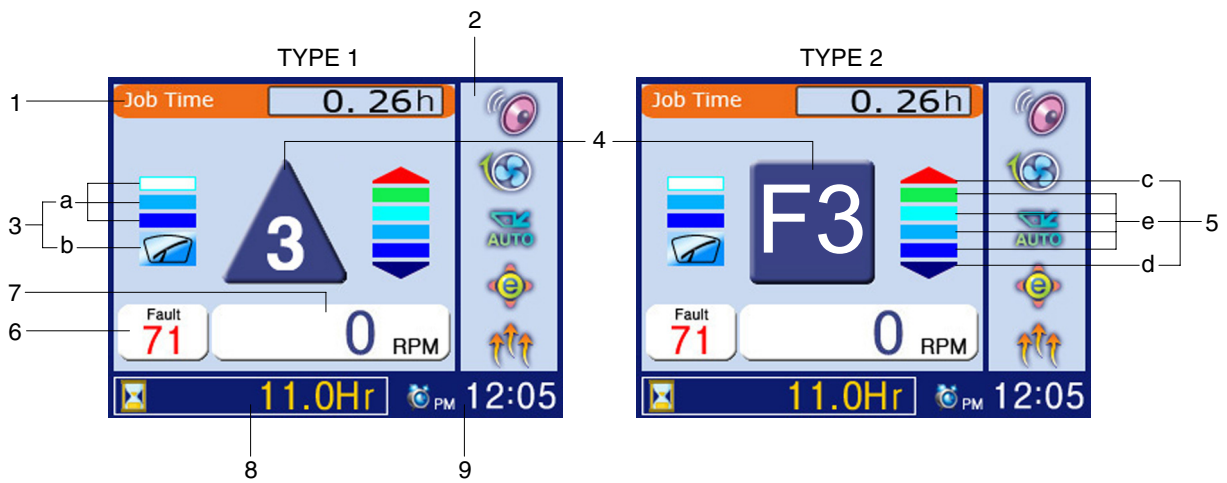 2
TYPE 1
TYPE 2
1
Job Time 0. 26h
Job Time 0. 26h
4
3
a
b
3
AUTO
e
F3
AUTO
e
c
e
d
5
7
6
Fault
71
0 RPM
Fault
71
0 RPM
11.0Hr PM 12:05
11.0Hr PM 12:05
8
9